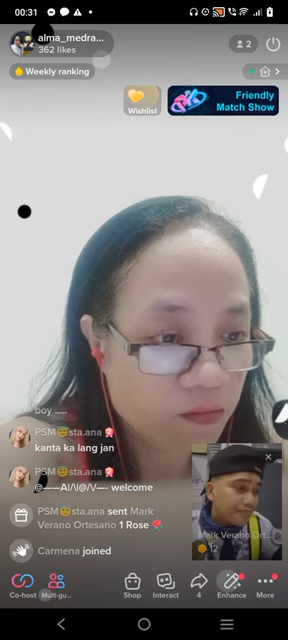 00:31
alma_medra...
362 likes
2
Weekly ranking
Wishlist
Friendly
Match Show
boy .....
PSM😇sta.ana
kanta ka lang jan
PSM😇sta.ana
welcome
PSM😇sta.ana sent Mark
Verano Ortesano 1 Rose
Carmena joined
Mark Verano Ort...
12
Co-host
Multi-gu...
Shop
Interact
4
Enhance
More